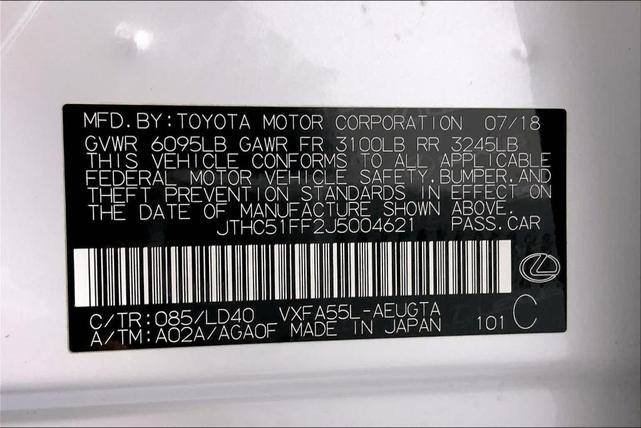 MFD.BY:TOYOTA MOTOR CORPORATION 07/18
GVWR 6095LB GAWR FR 3100LB RR 3245LB
THIS VEHICLE CONFORMS TO ALL APPLICABLE
FEDERAL MOTOR VEHICLE SAFETY.BUMPER.AND
THEFT PREVENTION STANDARDS IN EFFECT ON
THE DATE OF MANUFACTURE SHOWN ABOVE.
JTHC51FF2J5004621 PASS.CAR
C/TR:085/LD40 VXFA55L-AEUGTA
A/TM:A02A/AGA0F MADE IN JAPAN 101 C